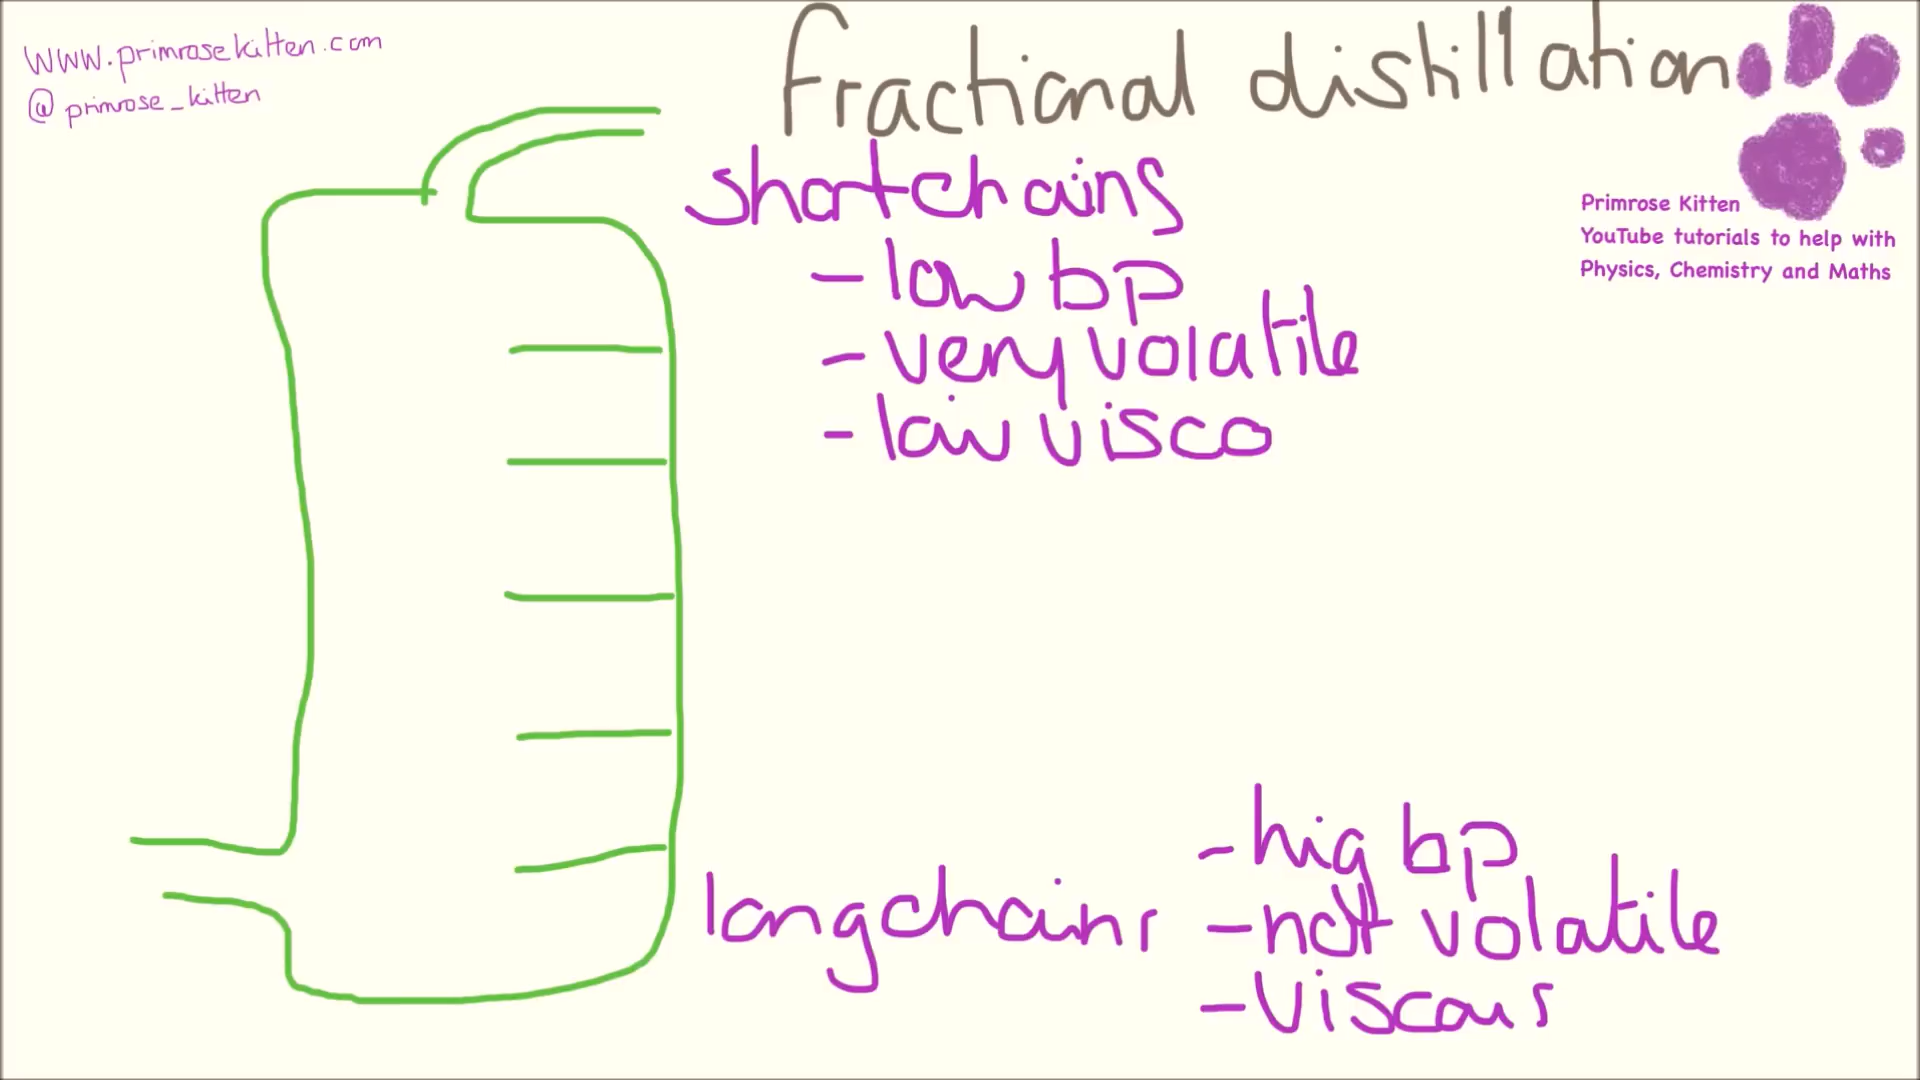 www.primrosekitten.com
@primrose_kitten
fractional distillation
Primrose Kitten
YouTube tutorials to help with
Physics, Chemistry and Maths
short chains
- low bp
- very volatile
- low visco
long chains
- hig bp
- not volatile
- viscous